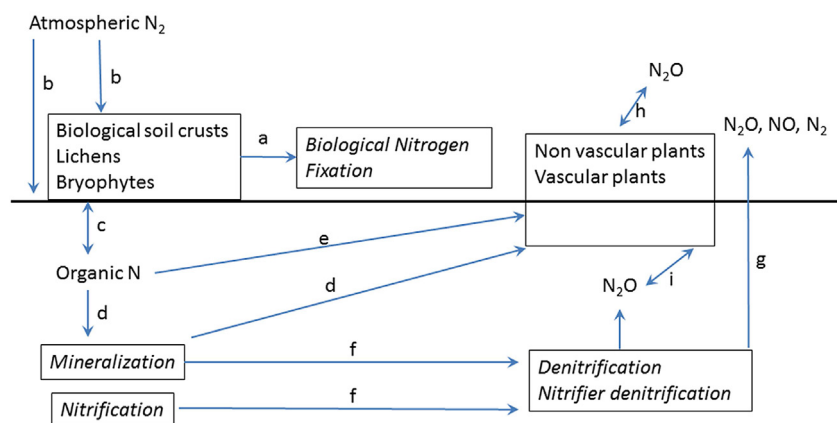 Atmospheric N₂
b
b
N₂O
h
N₂O, NO, N₂
Biological soil crusts
Lichens
Bryophytes
a
Biological Nitrogen
Fixation
Non vascular plants
Vascular plants
c
e
g
Organic N
d
d
N₂O
i
Mineralization
f
Denitrification
Nitrifier denitrification
Nitrification
f